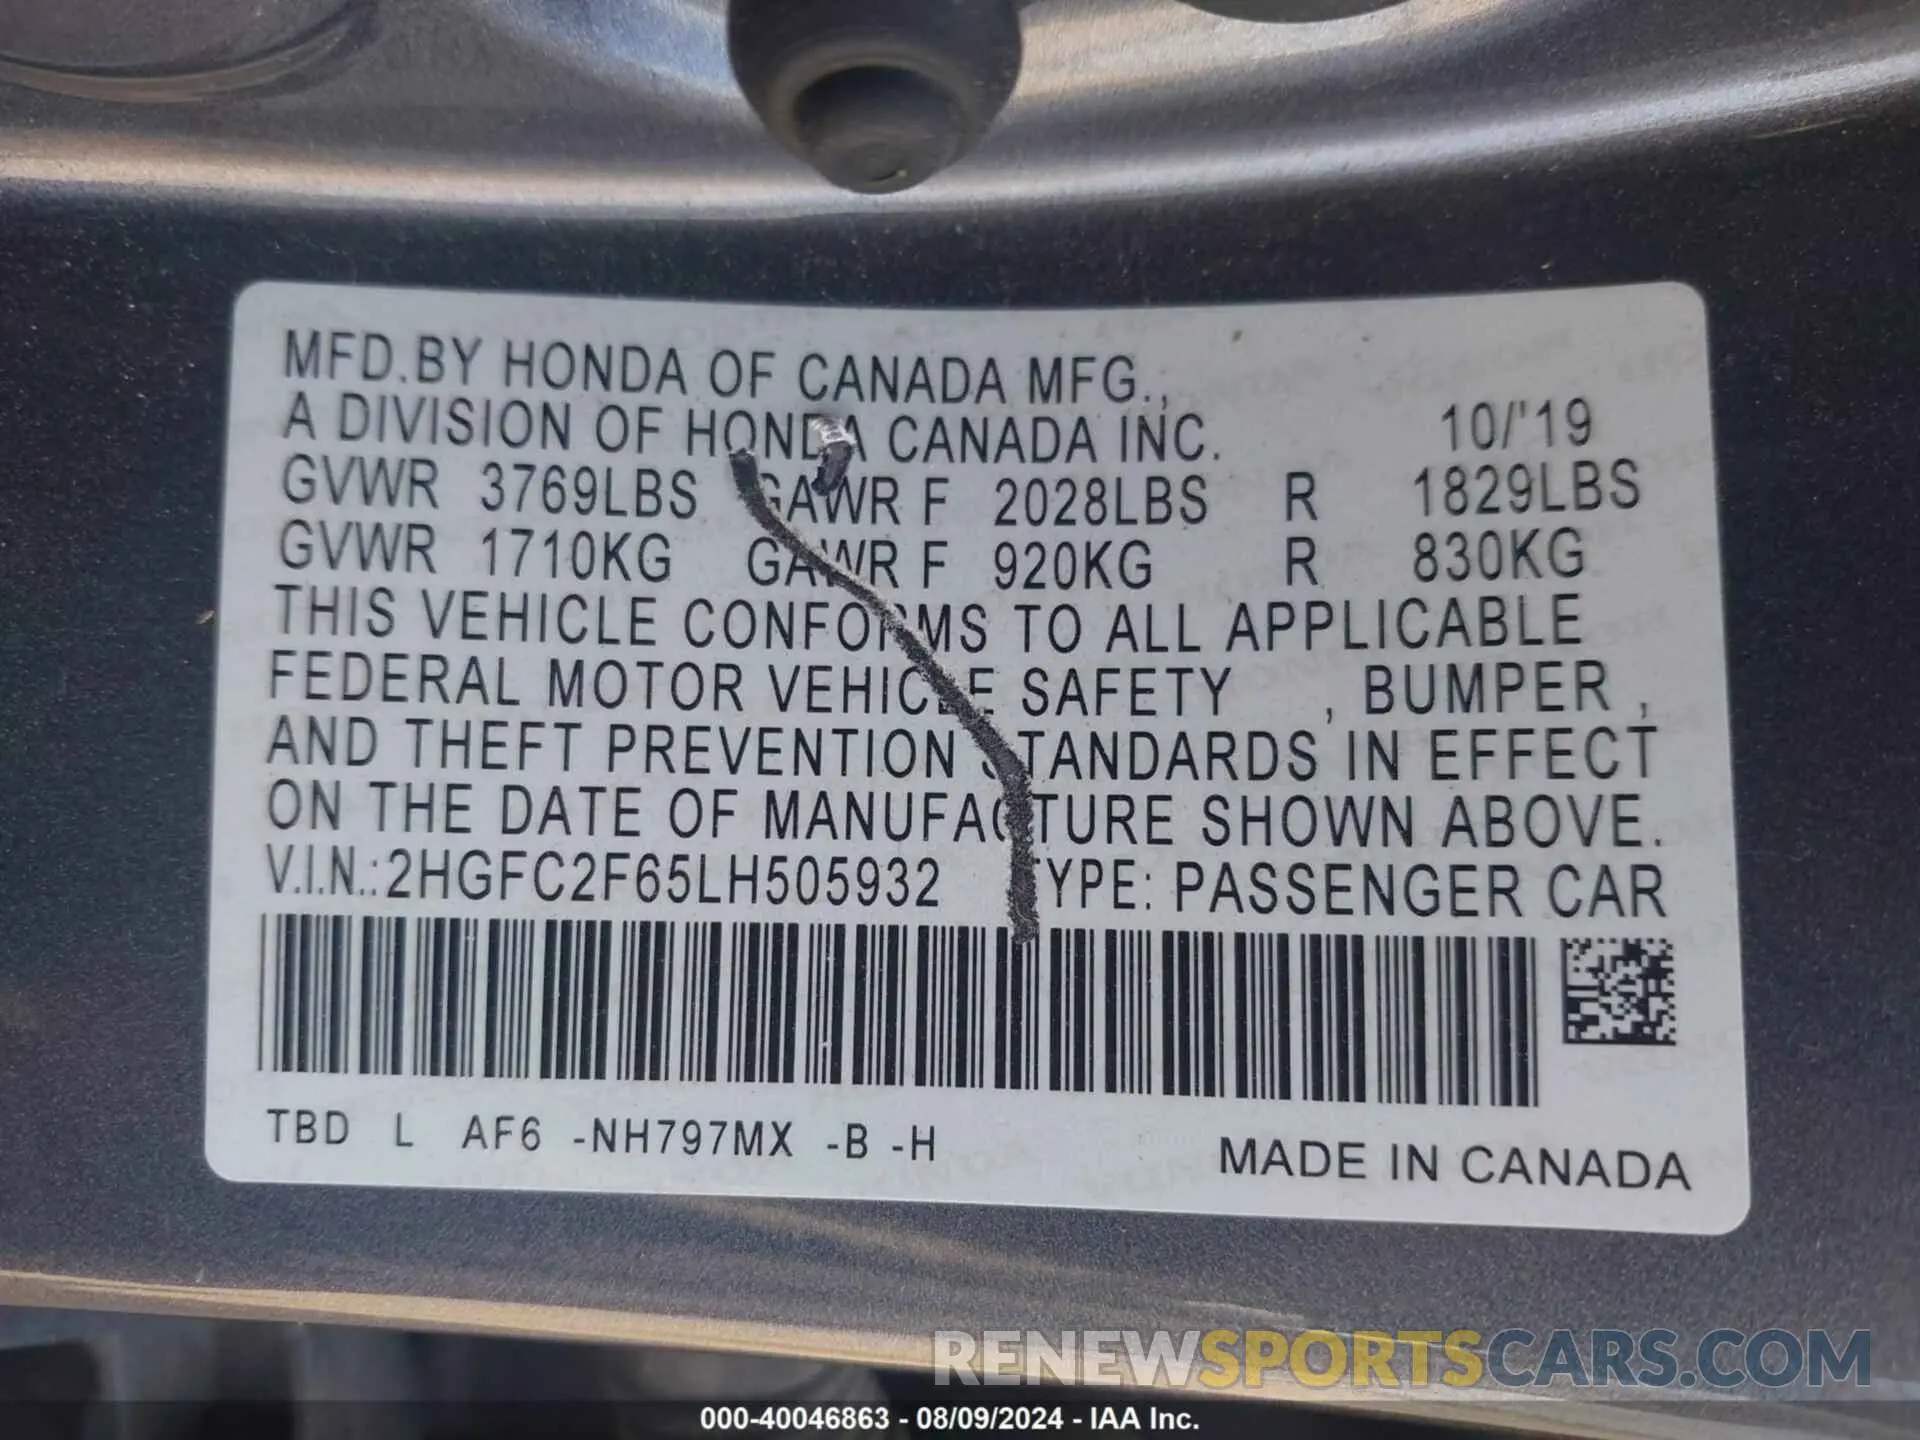 MFD.BY HONDA OF CANADA MFG.,
A DIVISION OF HONDA CANADA INC. 10/'19
GVWR 3769LBS GAWR F 2028LBS R 1829LBS
GVWR 1710KG GAWR F 920KG R 830KG
THIS VEHICLE CONFORMS TO ALL APPLICABLE
FEDERAL MOTOR VEHICLE SAFETY , BUMPER ,
AND THEFT PREVENTION STANDARDS IN EFFECT
ON THE DATE OF MANUFACTURE SHOWN ABOVE.
V.I.N.:2HGFC2F65LH505932 TYPE: PASSENGER CAR
TBD L AF6 -NH797MX -B -H
MADE IN CANADA
RENEWSPORTSCARS.COM
000-40046863 - 08/09/2024 - IAA Inc.